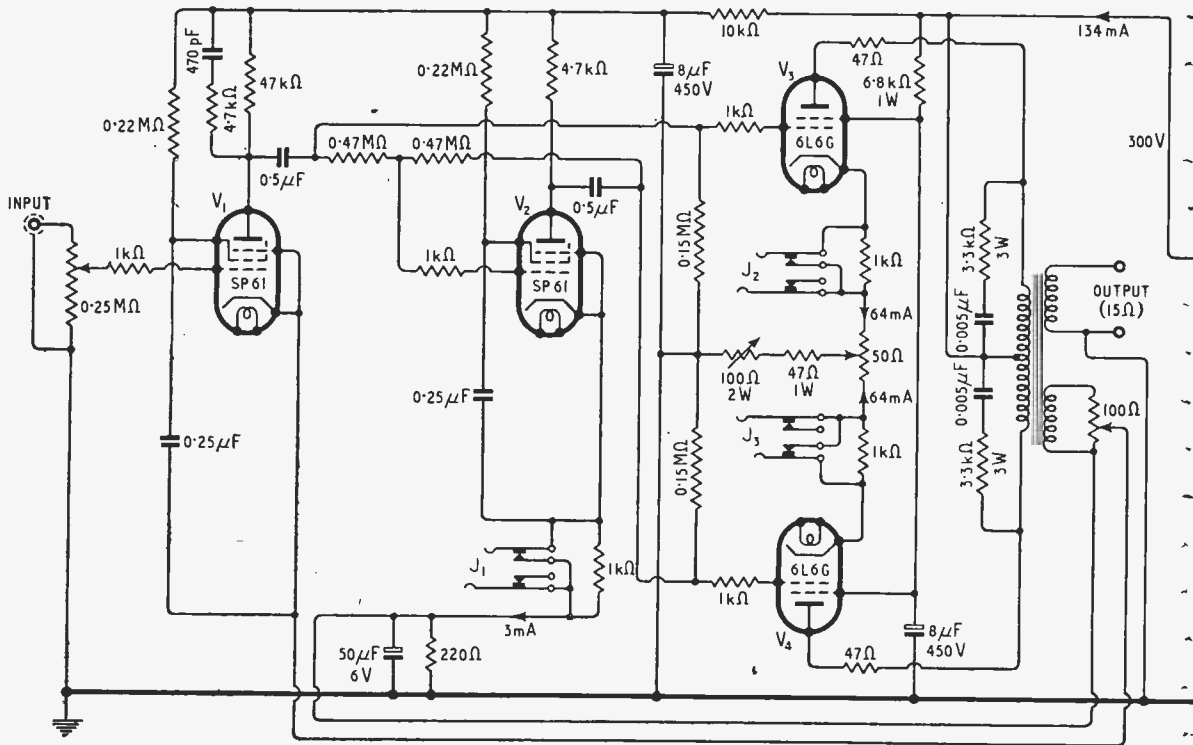 10kΩ
134mA
470 pF
47kΩ
4.7kΩ
0·22MΩ
4·7kΩ
8μF
450V
V3
47Ω
6·8kΩ
1W
0·22MΩ
1kΩ
6L6G
300V
0·47MΩ
0·47MΩ
0·5μF
0·5μF
INPUT
V1
V2
0·15MΩ
1kΩ
SP61
1kΩ
SP61
J2
1kΩ
3·3kΩ
3W
0·25MΩ
64mA
OUTPUT
(15Ω)
0·005μF
50Ω
100Ω
2W
47Ω
1W
64mA
0·005μF
0·25μF
0·25μF
0·15MΩ
J3
1kΩ
100Ω
3·3kΩ
3W
J1
1kΩ
6L6G
1kΩ
3mA
V4
8μF
450V
50μF
6V
220Ω
47Ω